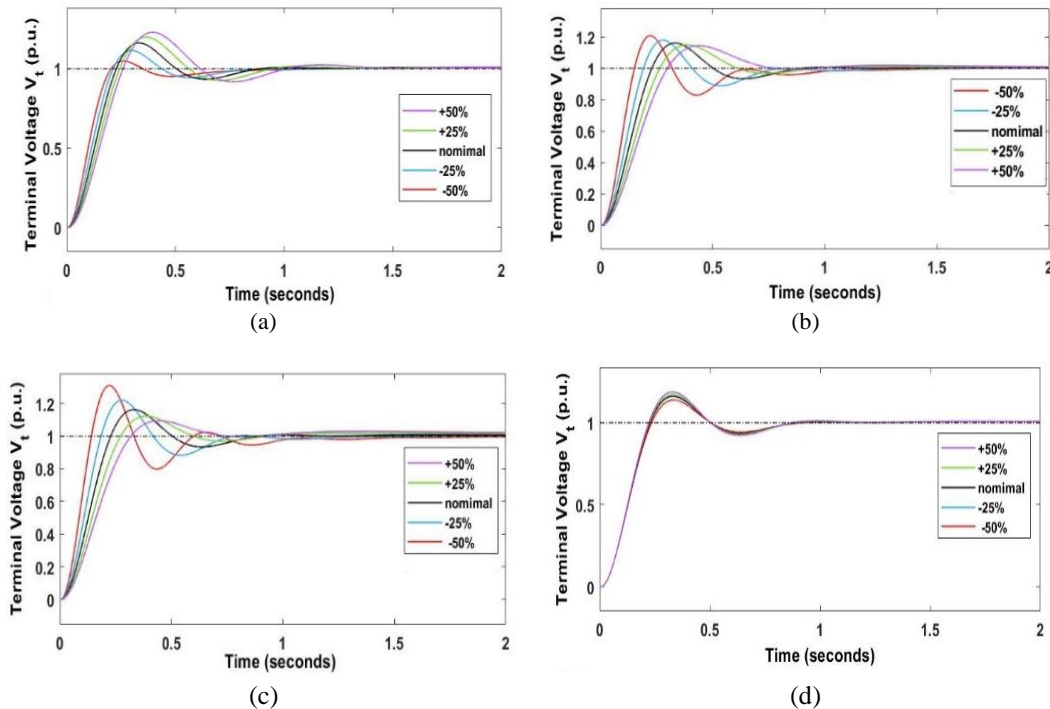 Terminal Voltage Vt (p.u.)
1
0.5
0
+50%
+25%
nomimal
-25%
-50%
0 0.5 1 1.5 2
Time (seconds)
(a)
Terminal Voltage Vt (p.u.)
1.2
1
0.8
0.6
0.4
0.2
0
-50%
-25%
nomimal
+25%
+50%
0 0.5 1 1.5 2
Time (seconds)
(b)
Terminal Voltage Vt (p.u.)
1.2
1
0.8
0.6
0.4
0.2
0
+50%
+25%
nomimal
-25%
-50%
0 0.5 1 1.5 2
Time (seconds)
(c)
Terminal Voltage Vt (p.u.)
1
0.5
0
+50%
+25%
nomimal
-25%
-50%
0 0.5 1 1.5 2
Time (seconds)
(d)